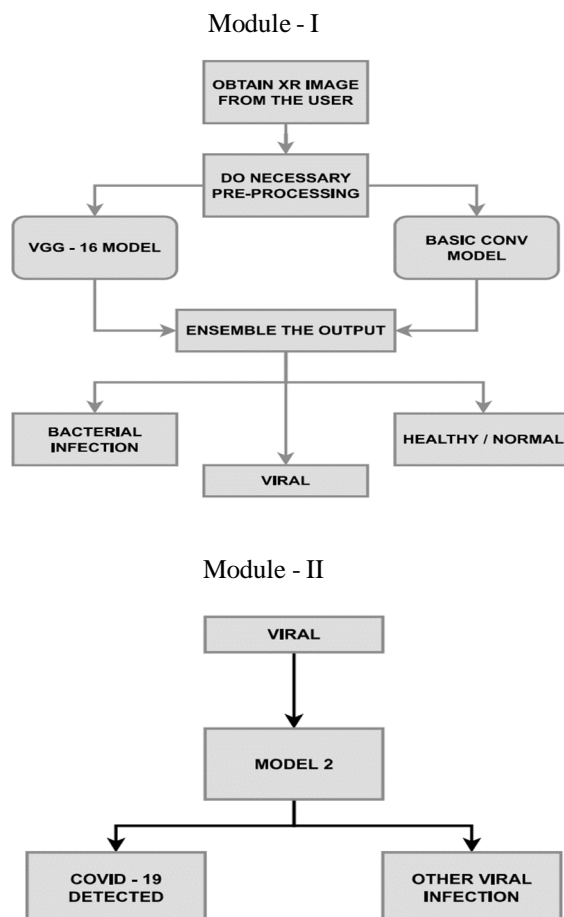 Module - I
OBTAIN XR IMAGE
FROM THE USER
DO NECESSARY
PRE-PROCESSING
VGG - 16 MODEL
BASIC CONV
MODEL
ENSEMBLE THE OUTPUT
BACTERIAL
INFECTION
HEALTHY / NORMAL
VIRAL
Module - II
VIRAL
MODEL 2
COVID - 19
DETECTED
OTHER VIRAL
INFECTION